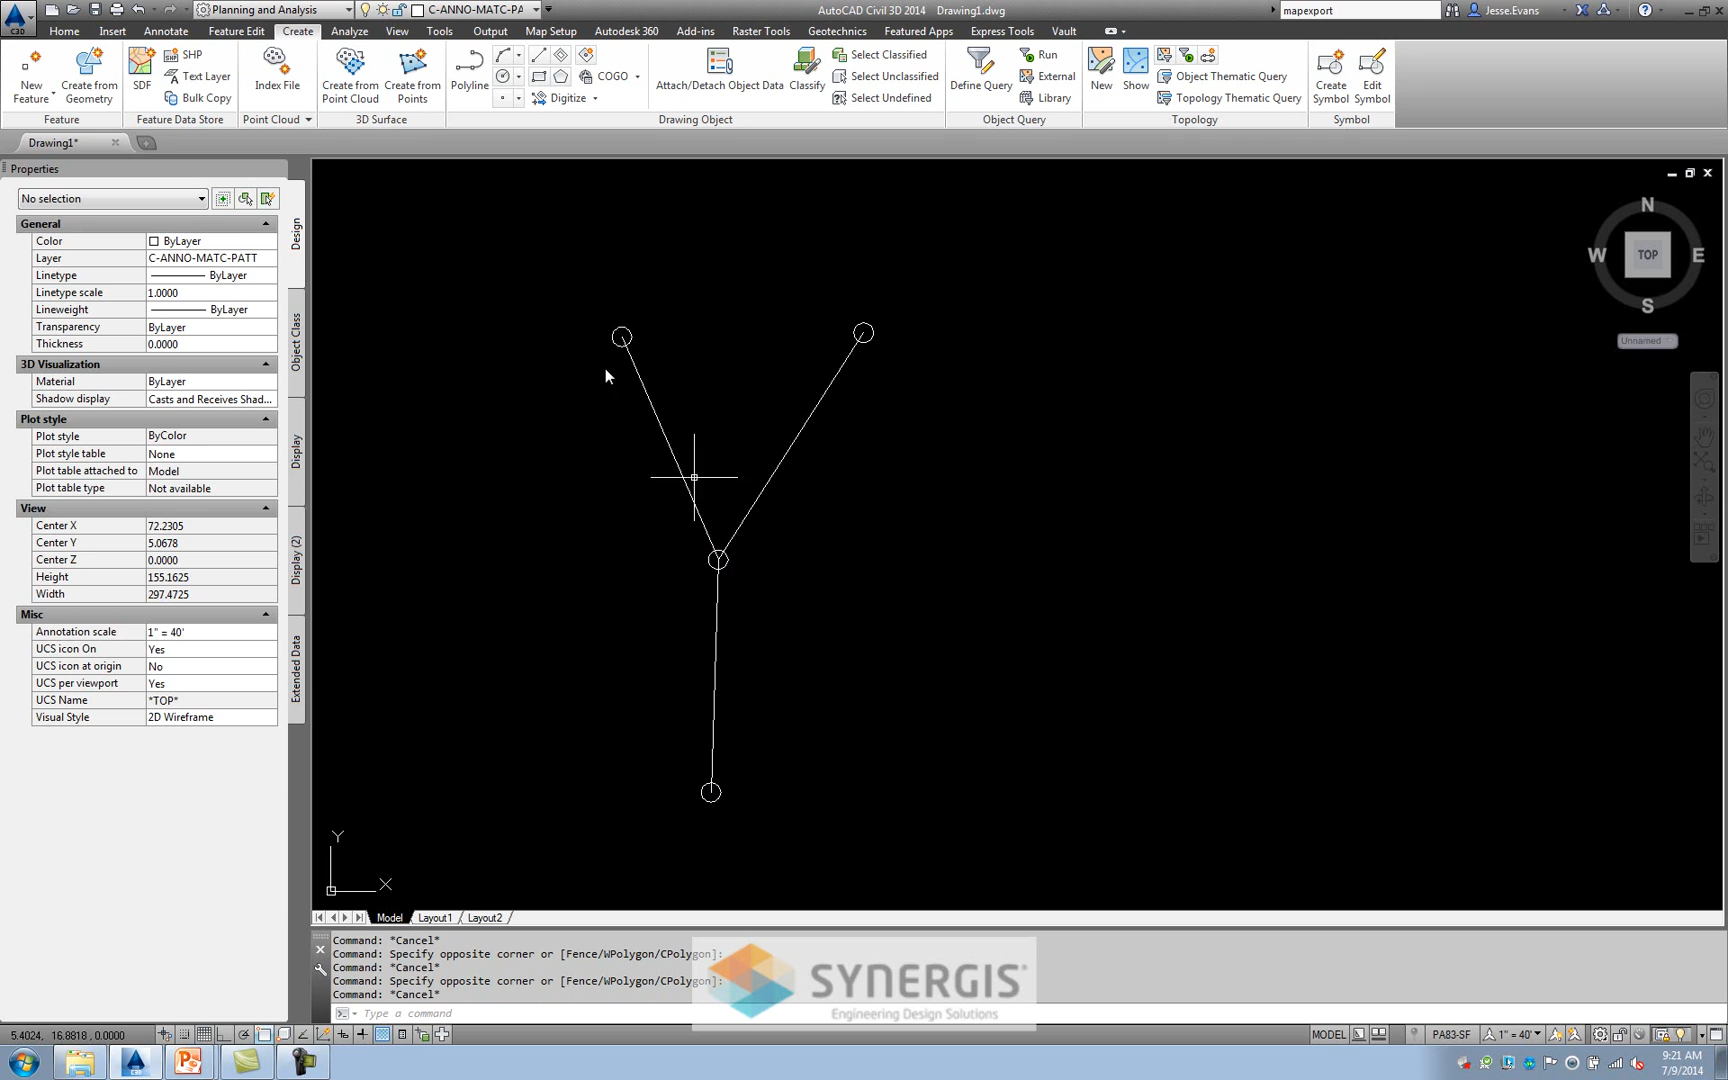 Planning and Analysis
C-ANNO-MATC-PA
AutoCAD Civil 3D 2014 Drawing1.dwg
mapexport
Jesse.Evans
C3D
Home Insert Annotate Feature Edit Create Analyze View Tools Output Map Setup Autodesk 360 Add-ins Raster Tools Geotechnics Featured Apps Express Tools Vault
New Feature
Create from Geometry
Feature
SDF
SHP
Text Layer
Bulk Copy
Feature Data Store
Index File
Point Cloud
Create from Point Cloud
Create from Points
3D Surface
Polyline
COGO
Digitize
Attach/Detach Object Data
Classify
Select Classified
Select Unclassified
Select Undefined
Drawing Object
Define Query
Run
External
Library
Object Query
New
Show
Object Thematic Query
Topology Thematic Query
Topology
Create Symbol
Edit Symbol
Symbol
Drawing1*
Properties
No selection
General
Color ByLayer
Layer C-ANNO-MATC-PATT
Linetype ByLayer
Linetype scale 1.0000
Lineweight ByLayer
Transparency ByLayer
Thickness 0.0000
3D Visualization
Material ByLayer
Shadow display Casts and Receives Shad...
Plot style
Plot style ByColor
Plot style table None
Plot table attached to Model
Plot table type Not available
View
Center X 72.2305
Center Y 5.0678
Center Z 0.0000
Height 155.1625
Width 297.4725
Misc
Annotation scale 1" = 40'
UCS icon On Yes
UCS icon at origin No
UCS per viewport Yes
UCS Name *TOP*
Visual Style 2D Wireframe
Design
Object Class
Display
Display (2)
Extended Data
N
W TOP E
S
Unnamed
Y
X
Model Layout1 Layout2
Command: *Cancel*
Command: Specify opposite corner or [Fence/WPolygon/CPolygon]:
Command: *Cancel*
Command: Specify opposite corner or [Fence/WPolygon/CPolygon]:
Command: *Cancel*
Type a command
SYNERGIS®
Engineering Design Solutions
5.4024, 16.8818, 0.0000
MODEL
PA83-SF
1" = 40'
9:21 AM
7/9/2014